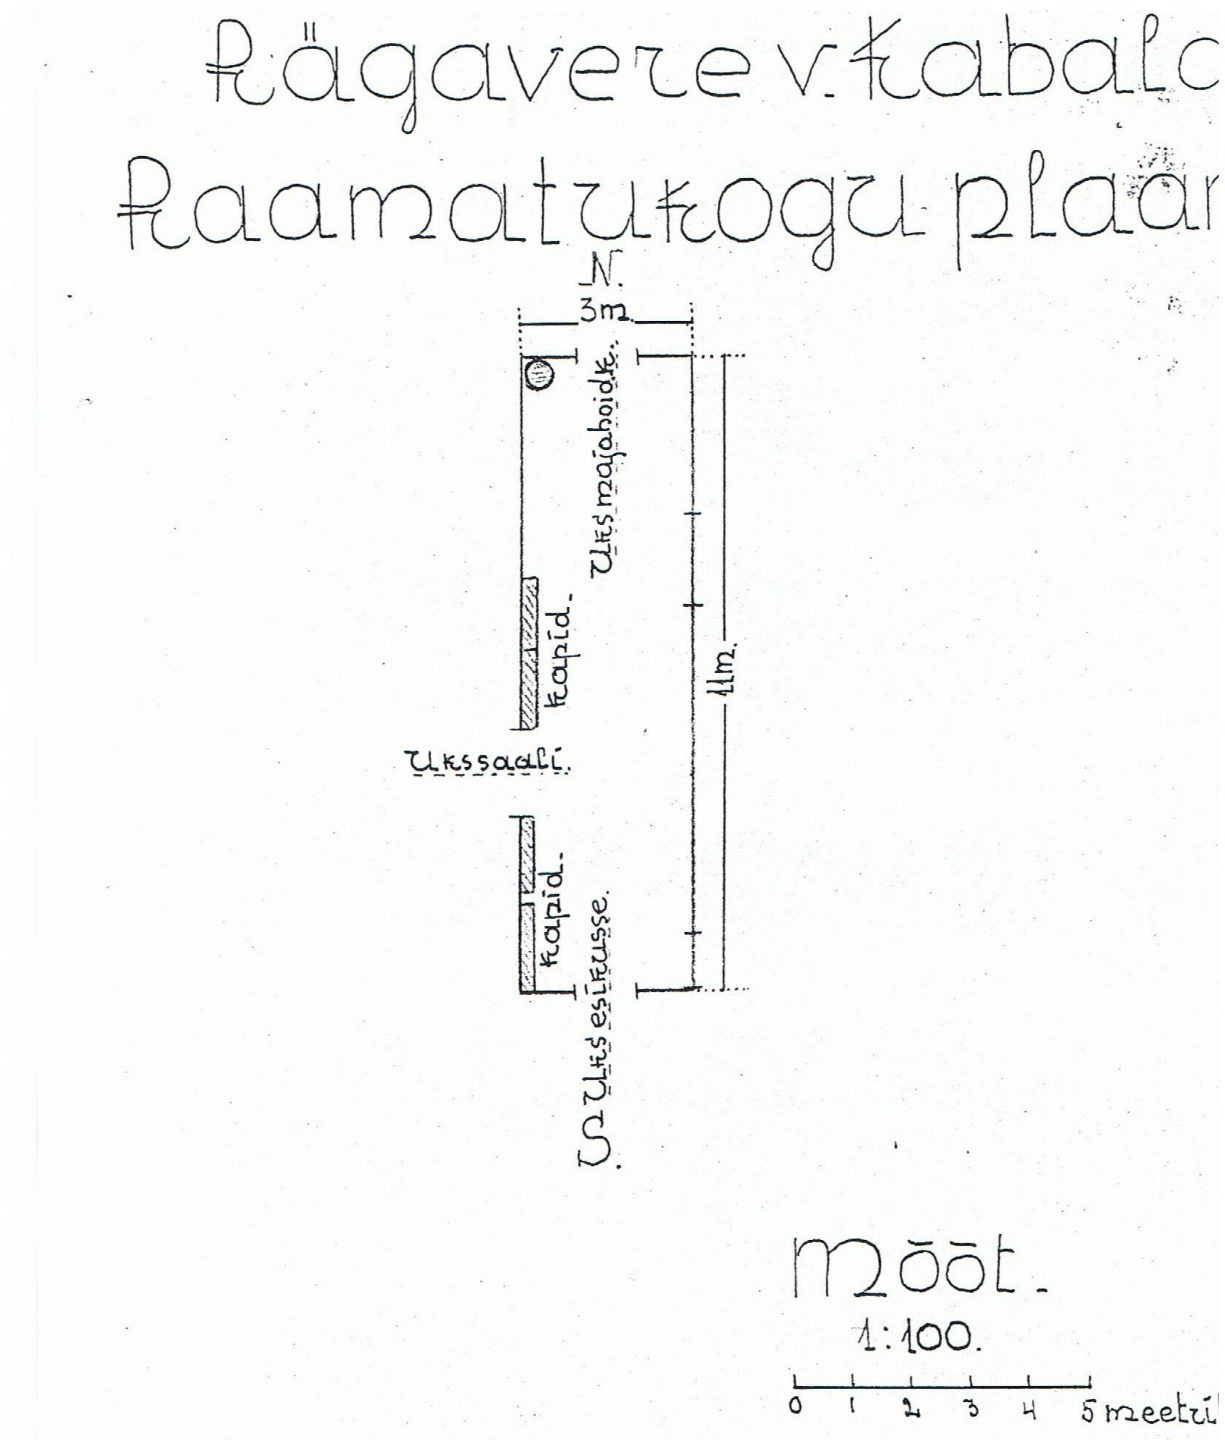 Rägavere v. Kabala
Raamatukogu plaan
N.
3m.
Uks majahoidk.
kapid.
11m.
Uks saali.
kapid.
Uks esikusse.
S.
Mõõt.
1:100.
0 1 2 3 4 5 meetri